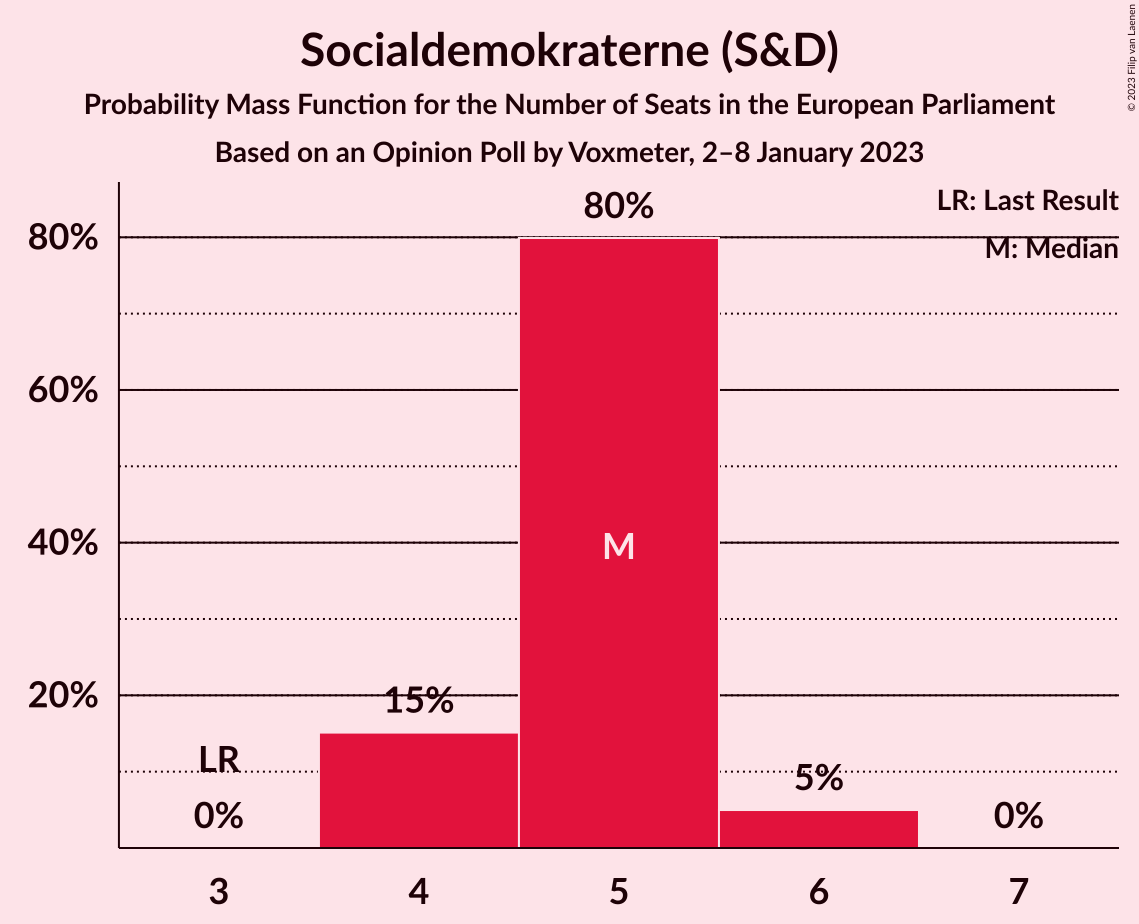 Socialdemokraterne (S&D)
Probability Mass Function for the Number of Seats in the European Parliament
Based on an Opinion Poll by Voxmeter, 2–8 January 2023
© 2023 Filip van Laenen
LR: Last Result
M: Median
80%
60%
40%
20%
LR
0%
15%
80%
M
5%
0%
3
4
5
6
7